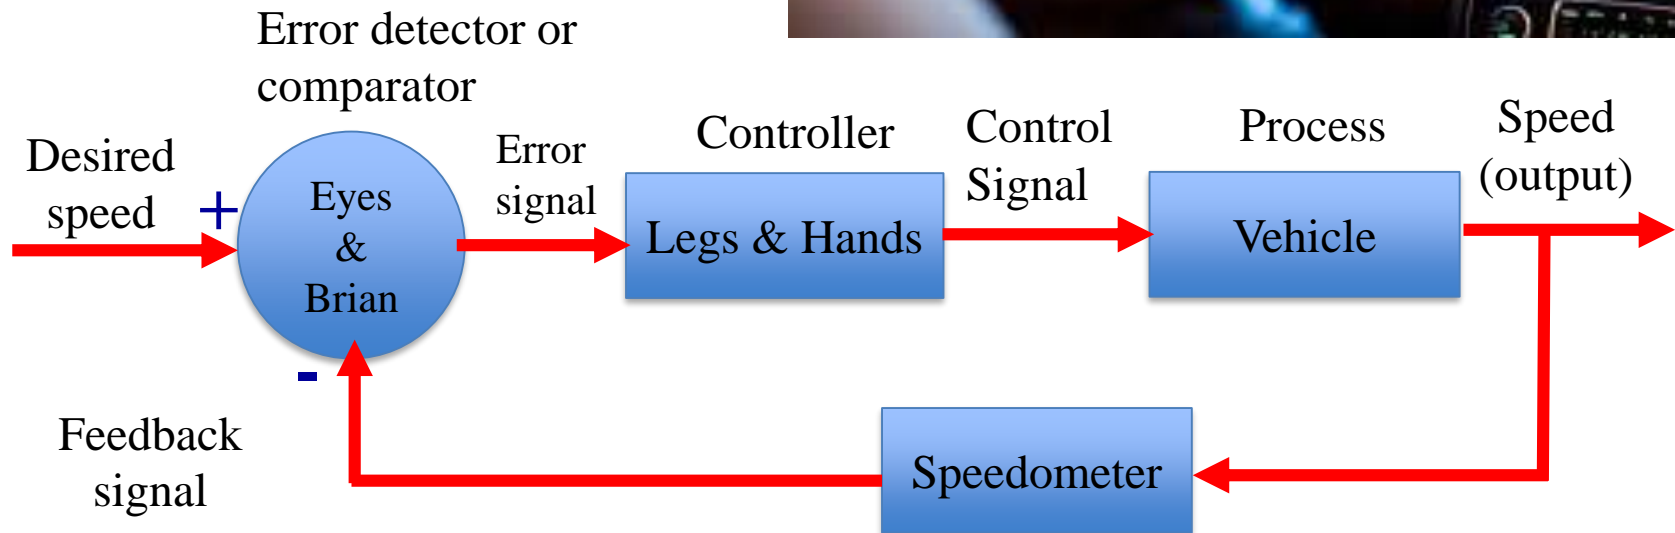 Error detector or
comparator
Desired
speed
+
Eyes
&
Brian
-
Error
signal
Controller
Legs & Hands
Control
Signal
Process
Vehicle
Speed
(output)
Feedback
signal
Speedometer